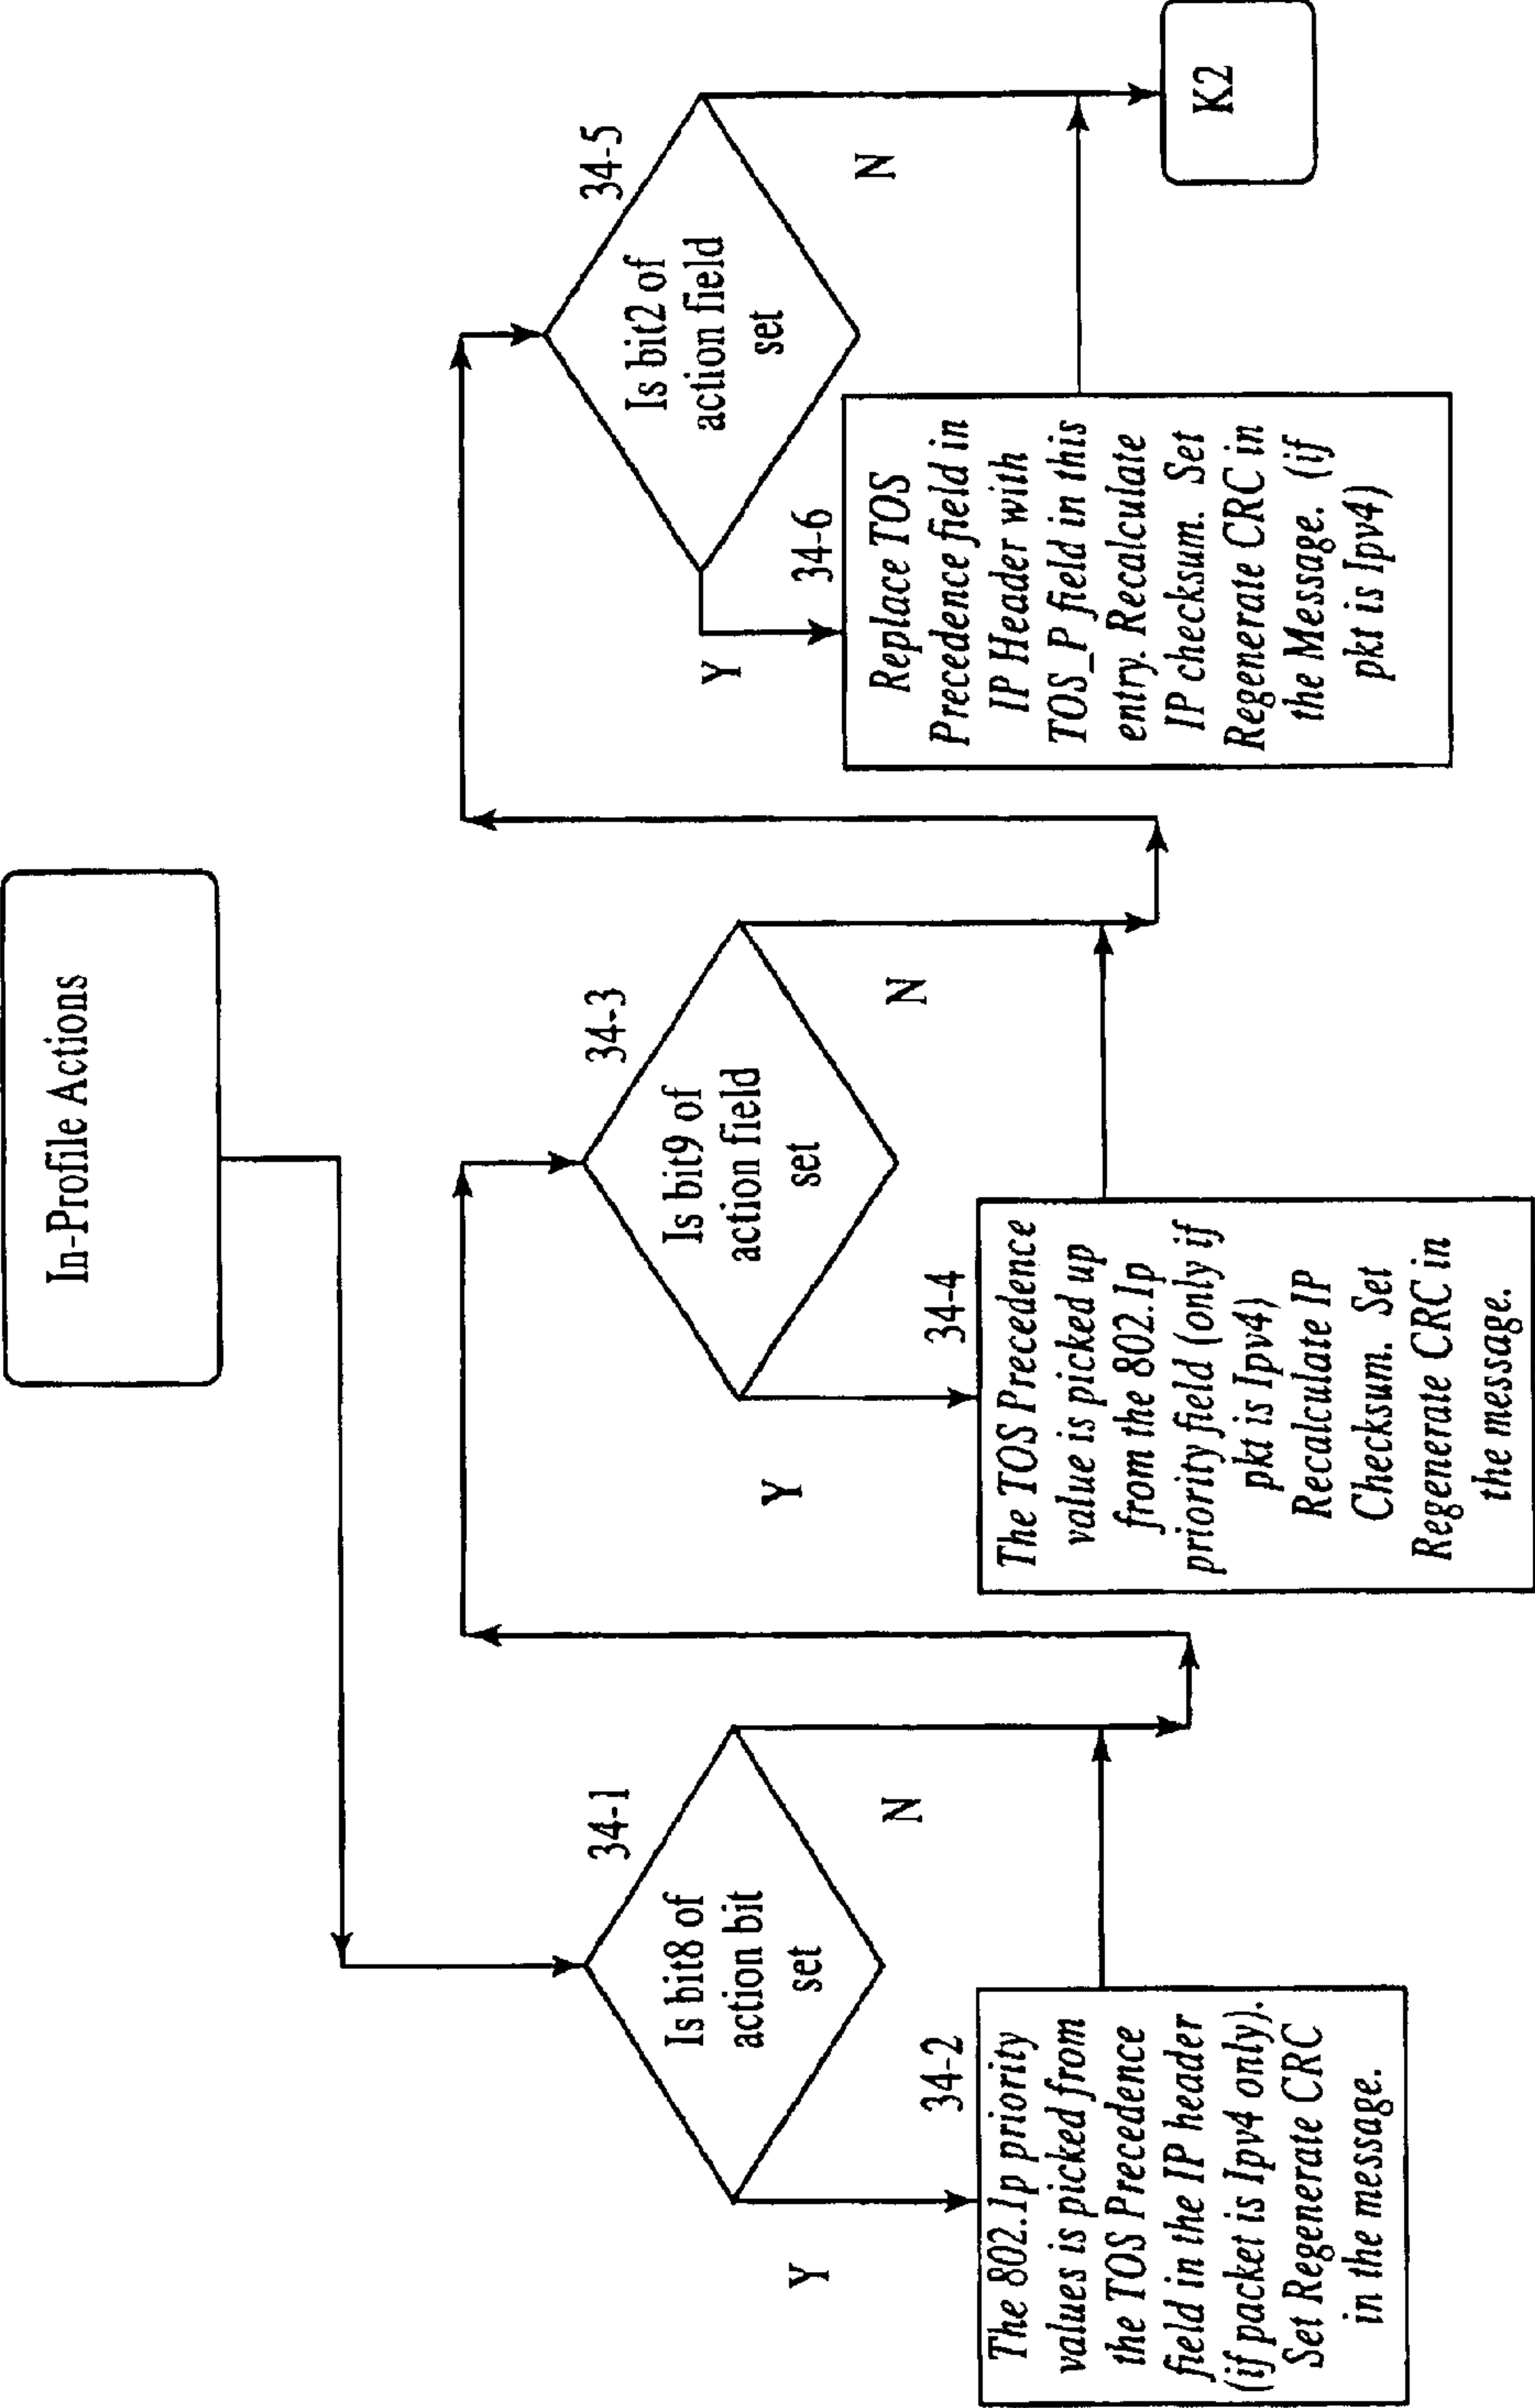 In-Profile Actions
34-1
Is bit8 of
action bit
set
Y
N
34-2
The 802.1p priority
values is picked from
the TOS Precedence
field in the IP header
(if packet is Ipv4 only).
Set Regenerate CRC
in the message.
34-3
Is bit9 of
action field
set
Y
N
34-4
The TOS Precedence
value is picked up
from the 802.1p
priority field (only if
pkt is Ipv4)
Recalculate IP
Checksum. Set
Regenerate CRC in
the message.
34-5
Is bit2 of
action field
set
Y
N
34-6
Replace TOS
Precedence field in
IP Header with
TOS_P field in this
entry. Recalculate
IP checksum. Set
Regenerate CRC in
the Message. (if
pkt is Ipv4)
K2